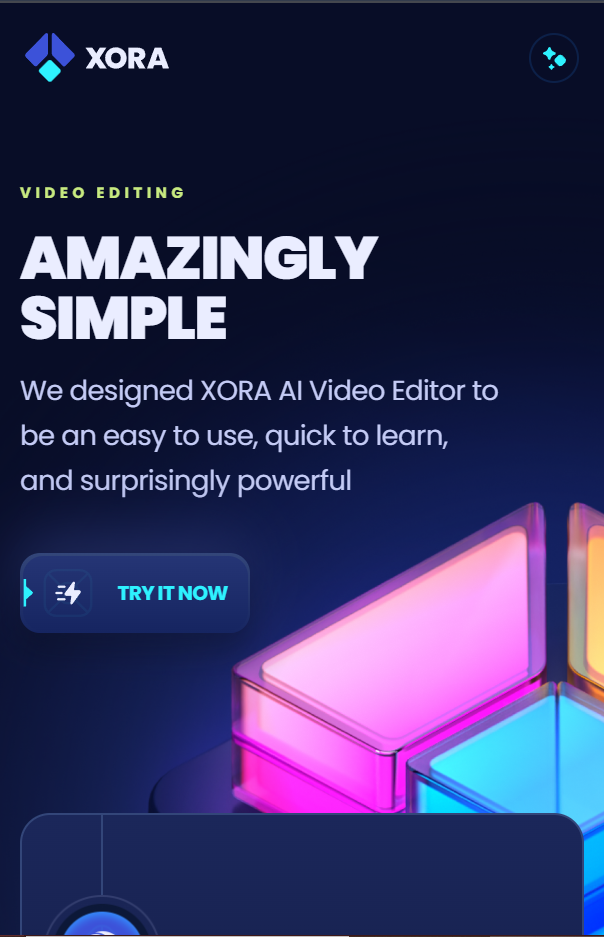 XORA
VIDEO EDITING
AMAZINGLY
SIMPLE
We designed XORA AI Video Editor to
be an easy to use, quick to learn,
and surprisingly powerful
TRY IT NOW